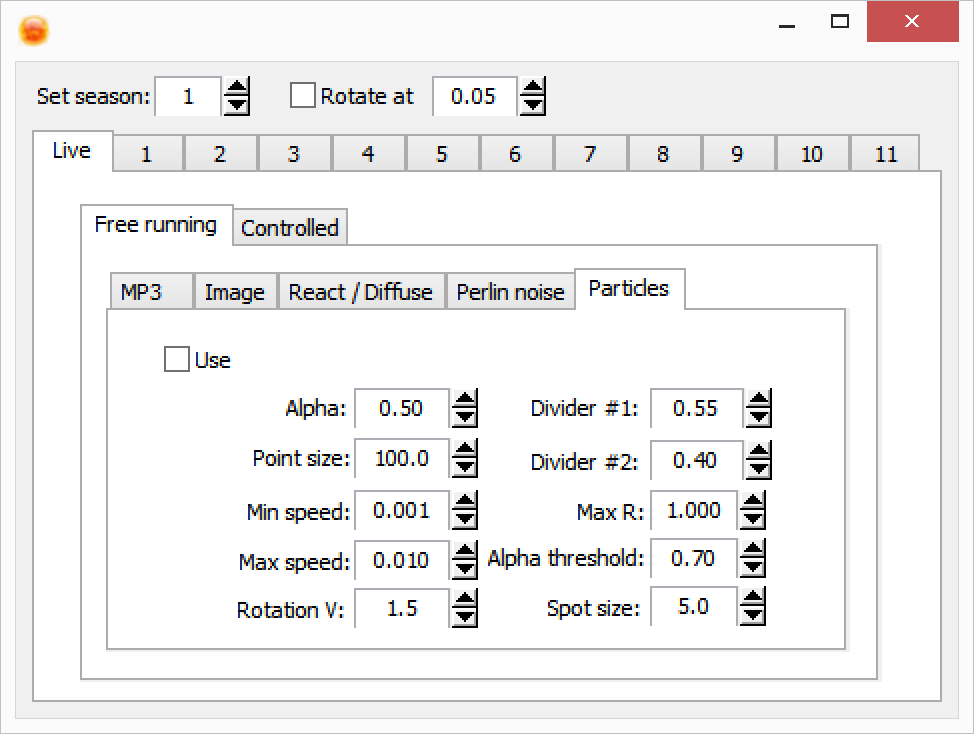 Set season: 1 Rotate at 0.05
Live 1 2 3 4 5 6 7 8 9 10 11
Free running Controlled
MP3 Image React / Diffuse Perlin noise Particles
Use
Alpha: 0.50 Divider #1: 0.55
Point size: 100.0 Divider #2: 0.40
Min speed: 0.001 Max R: 1.000
Max speed: 0.010 Alpha threshold: 0.70
Rotation V: 1.5 Spot size: 5.0